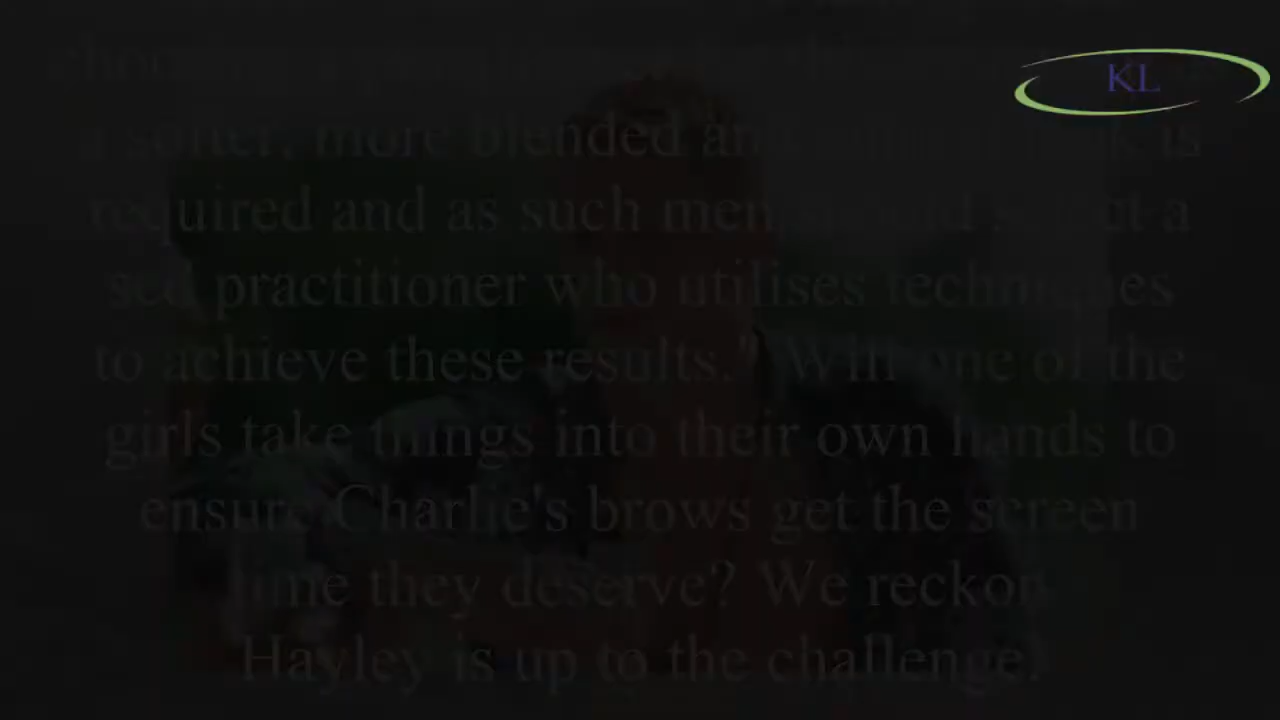 KL
a softer, more blended and is
required and as such men should select a
sed practitioner who utilises techniques
to achieve these results." Will one of the
girls take things into their own hands to
ensure Charlie's brows get the screen
time they deserve? We reckon
Hayley is up to the challenge!